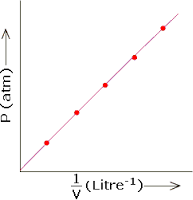 P (atm)
1/V (Litre⁻¹)